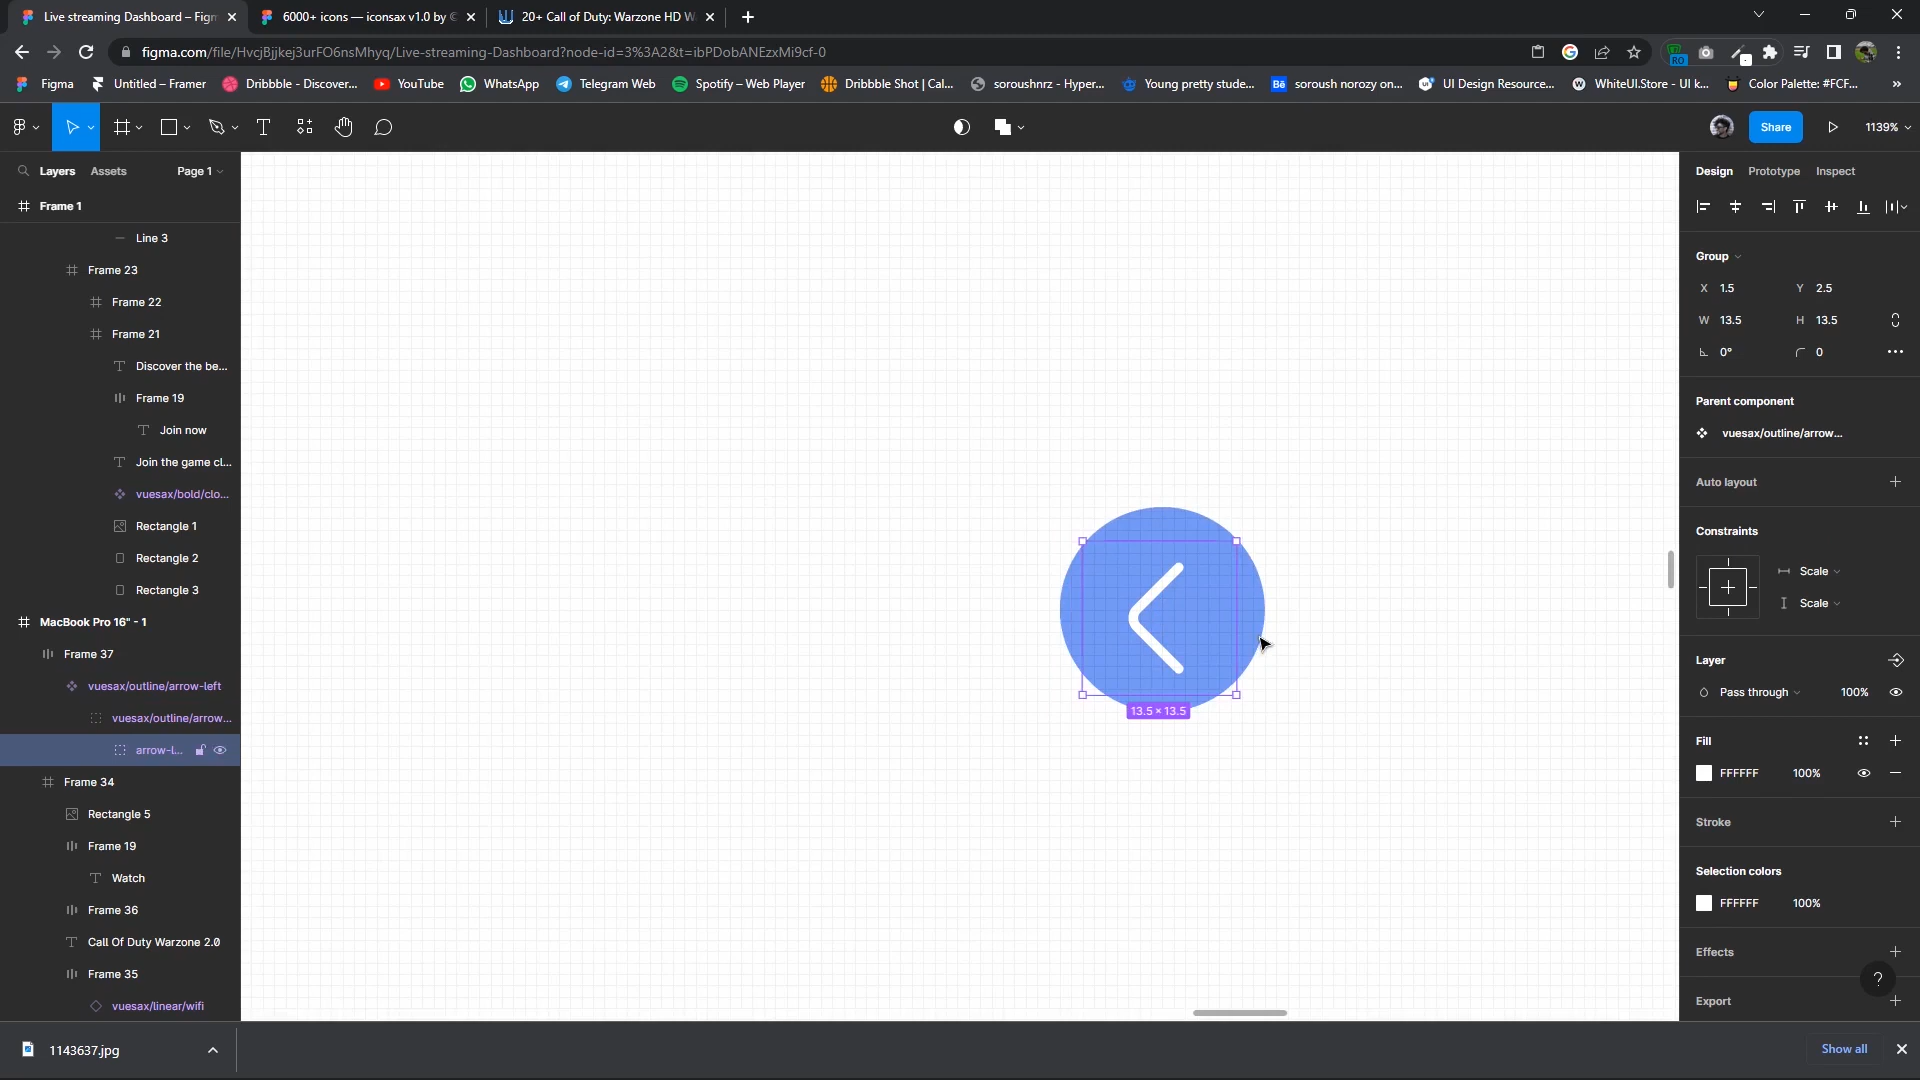 Live streaming Dashboard – Figm
6000+ icons — iconsax v1.0 by
20+ Call of Duty: Warzone HD W
figma.com/file/HvcjBjjkej3urFO6nsMhyq/Live-streaming-Dashboard?node-id=3%3A2&t=ibPDobANEzxMi9cf-0
RO
Figma
Untitled – Framer
Dribbble - Discover...
YouTube
WhatsApp
Telegram Web
Spotify – Web Player
Dribbble Shot | Cal...
soroushnrz - Hyper...
Young pretty stude...
Bē
soroush norozy on...
UI Design Resource...
WhiteUI.Store - UI k...
Color Palette: #FCF...
»
Share
1139%
Layers
Assets
Page 1
Frame 1
Line 3
Frame 23
Frame 22
Frame 21
Discover the be...
Frame 19
Join now
Join the game cl...
vuesax/bold/clo...
Rectangle 1
Rectangle 2
Rectangle 3
MacBook Pro 16" - 1
Frame 37
vuesax/outline/arrow-left
vuesax/outline/arrow...
arrow-l...
Frame 34
Rectangle 5
Frame 19
Watch
Frame 36
Call Of Duty Warzone 2.0
Frame 35
vuesax/linear/wifi
13.5 × 13.5
Design
Prototype
Inspect
Group
X 1.5
Y 2.5
W 13.5
H 13.5
0°
0
Parent component
vuesax/outline/arrow...
Auto layout
Constraints
Scale
Scale
Layer
Pass through
100%
Fill
FFFFFF
100%
Stroke
Selection colors
FFFFFF
100%
Effects
?
Export
1143637.jpg
Show all